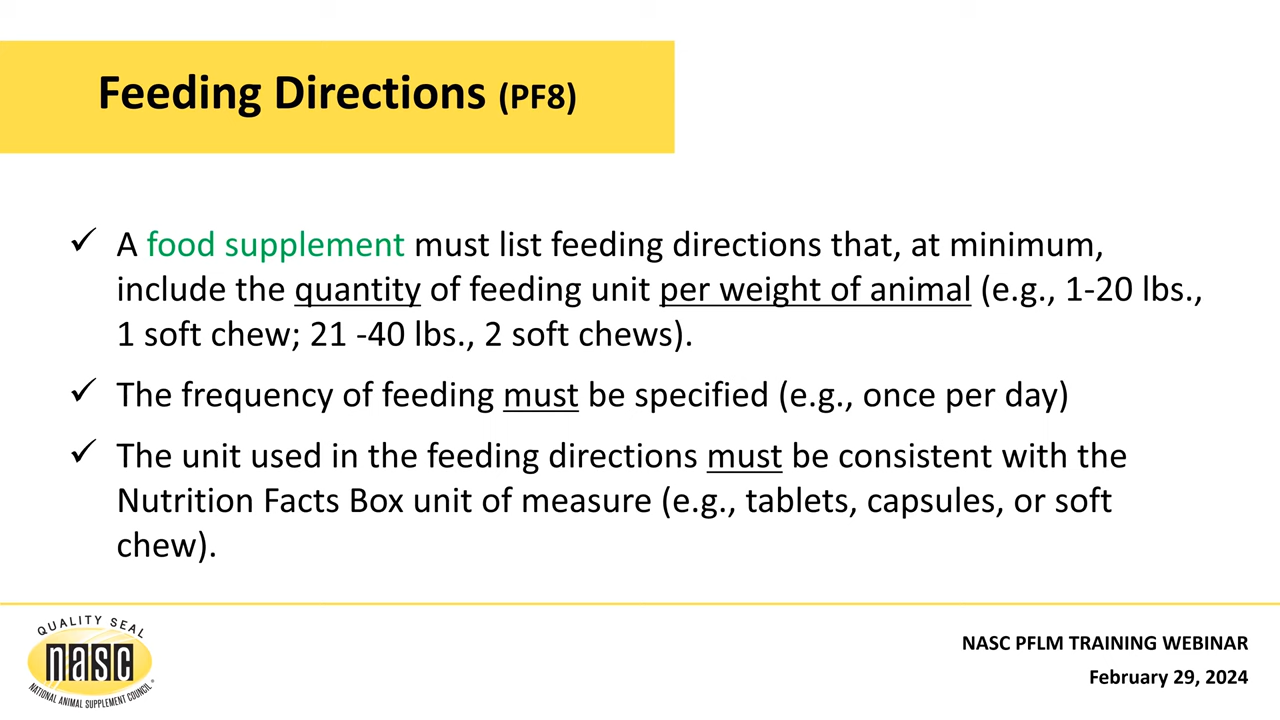 Feeding Directions (PF8)
✓ A food supplement must list feeding directions that, at minimum,
include the quantity of feeding unit per weight of animal (e.g., 1-20 lbs.,
1 soft chew; 21 -40 lbs., 2 soft chews).
✓ The frequency of feeding must be specified (e.g., once per day)
✓ The unit used in the feeding directions must be consistent with the
Nutrition Facts Box unit of measure (e.g., tablets, capsules, or soft
chew).
QUALITY SEAL
nasc
NATIONAL ANIMAL SUPPLEMENT COUNCIL
NASC PFLM TRAINING WEBINAR
February 29, 2024